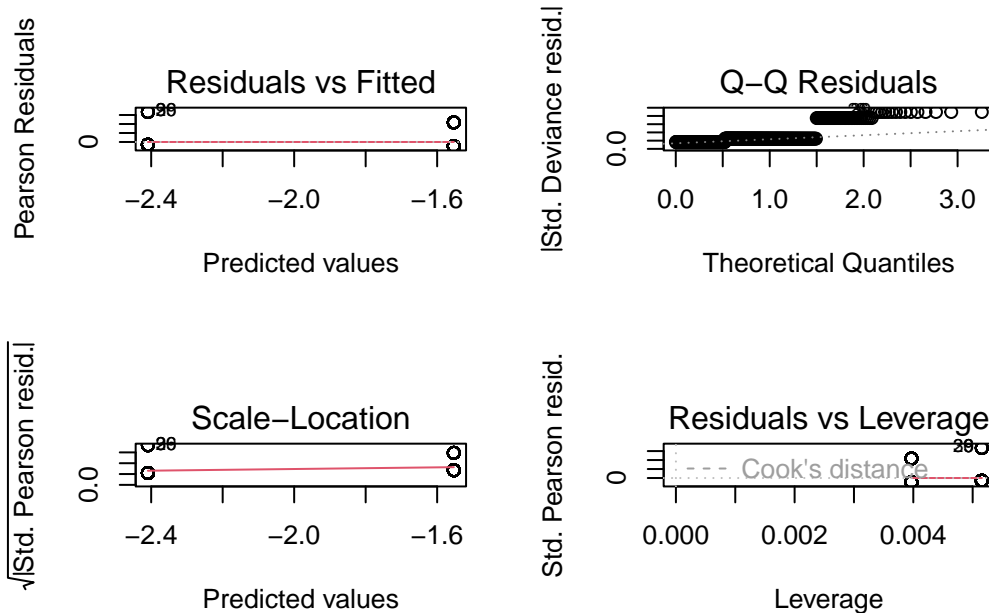 Residuals vs Fitted
Pearson Residuals
0
−2.4 −2.0 −1.6
Predicted values
Q−Q Residuals
|Std. Deviance resid.|
0.0
0.0 1.0 2.0 3.0
Theoretical Quantiles
Scale−Location
√|Std. Pearson resid.|
0.0
−2.4 −2.0 −1.6
Predicted values
Residuals vs Leverage
Std. Pearson resid.
0
Cook's distance
0.000 0.002 0.004
Leverage